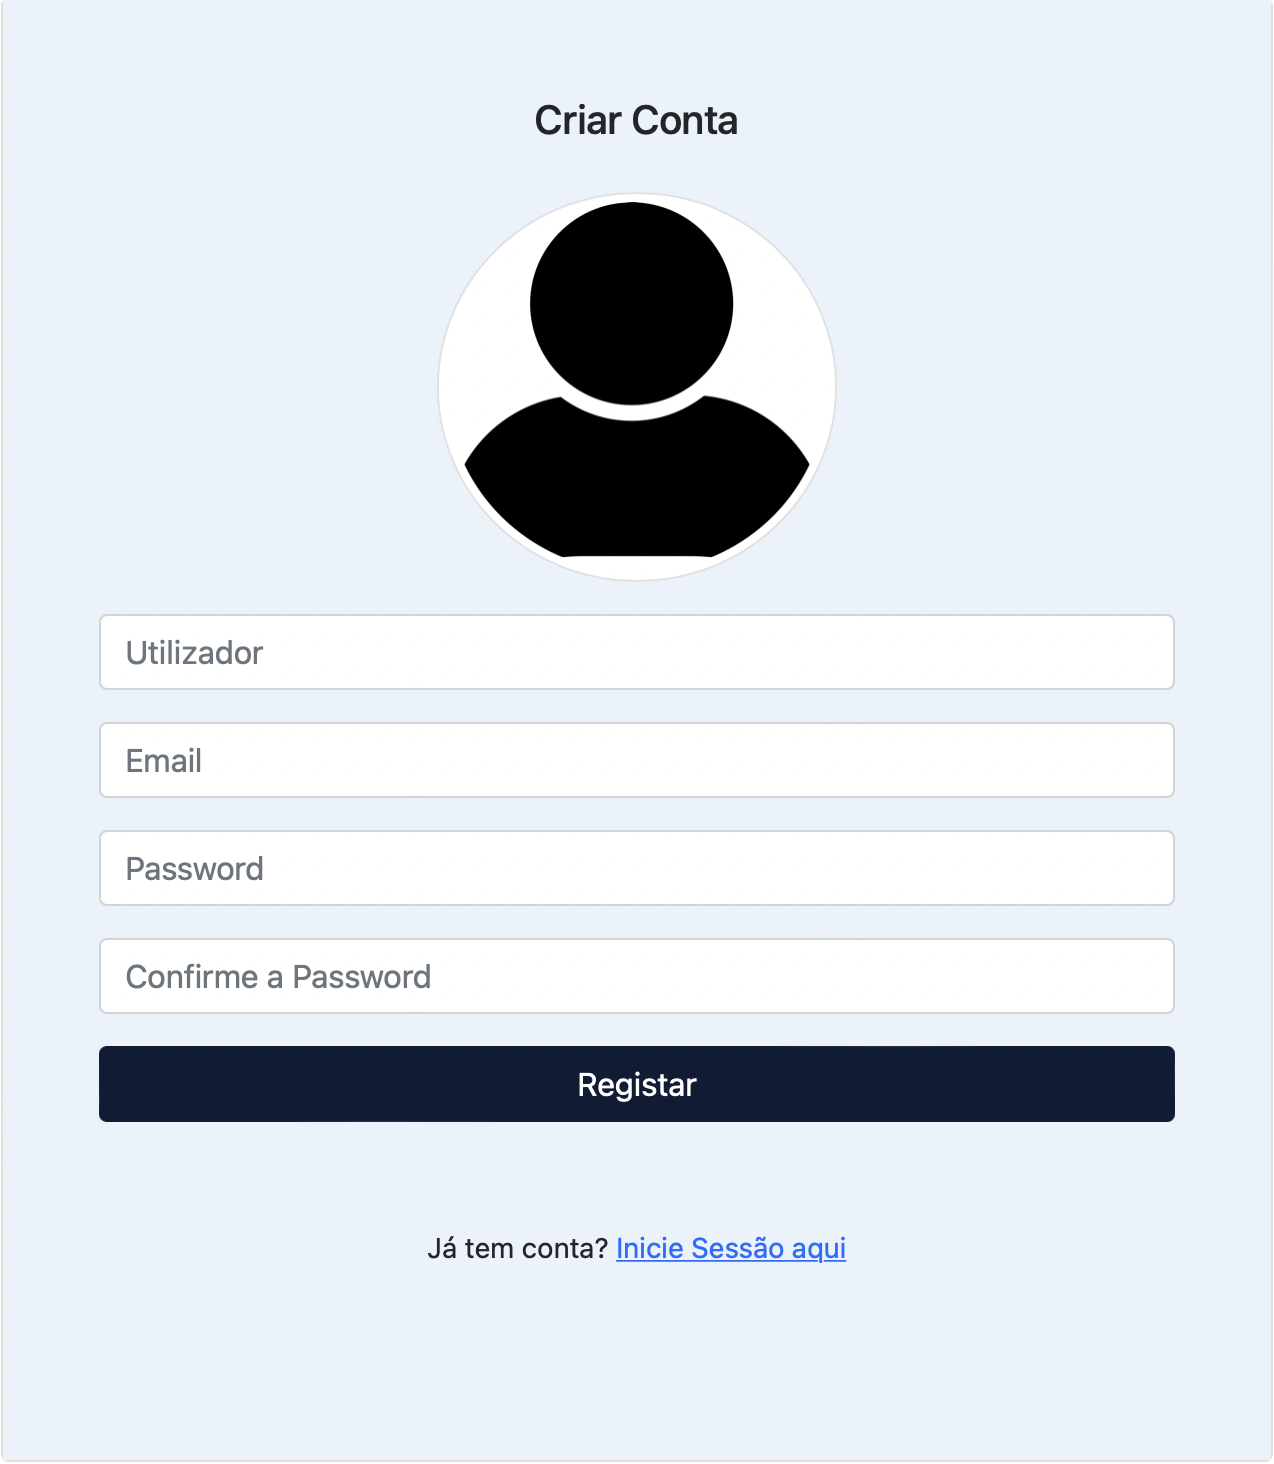 Criar Conta
Utilizador
Email
Password
Confirme a Password
Registar
Já tem conta? Inicie Sessão aqui